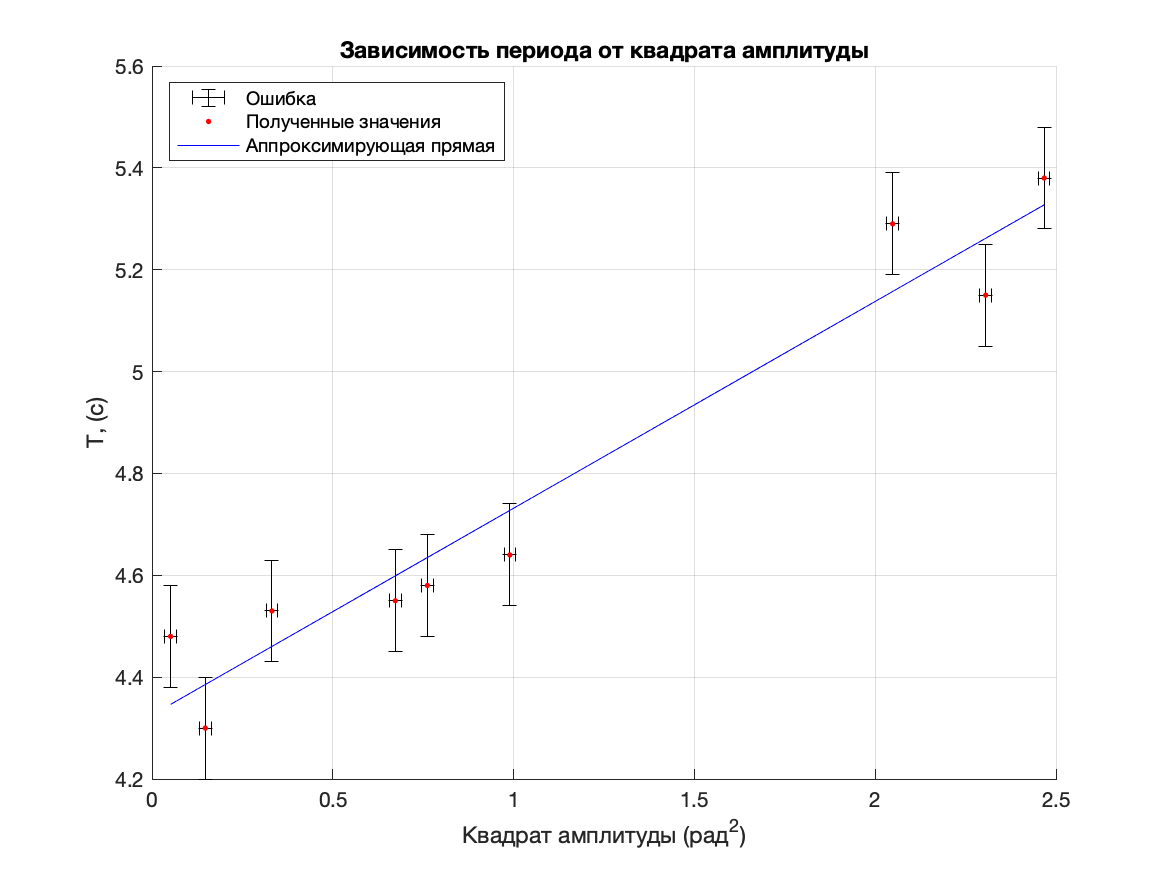 Зависимость периода от квадрата амплитуды
Ошибка
Полученные значения
Аппроксимирующая прямая
5.6
5.4
5.2
5
4.8
4.6
4.4
4.2
T, (с)
0
0.5
1
1.5
2
2.5
Квадрат амплитуды (рад²)